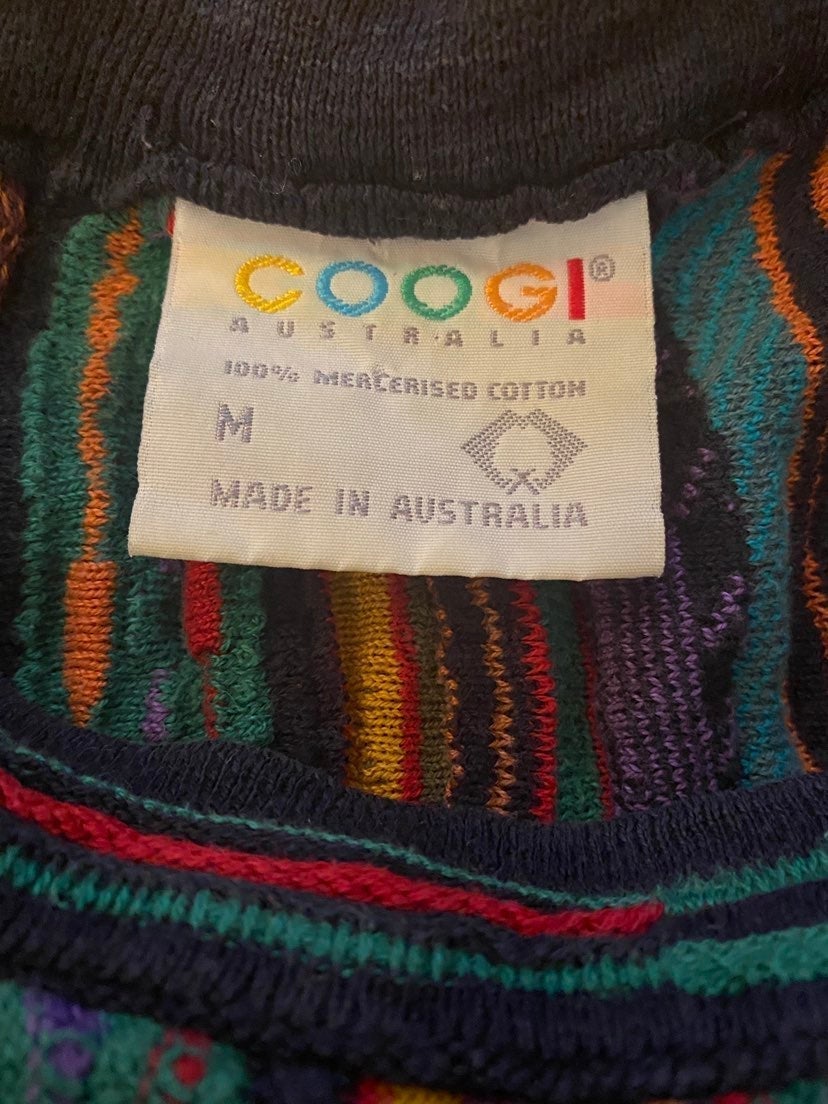 COOGI®
AUSTRALIA
100% MERCERISED COTTON
M
MADE IN AUSTRALIA